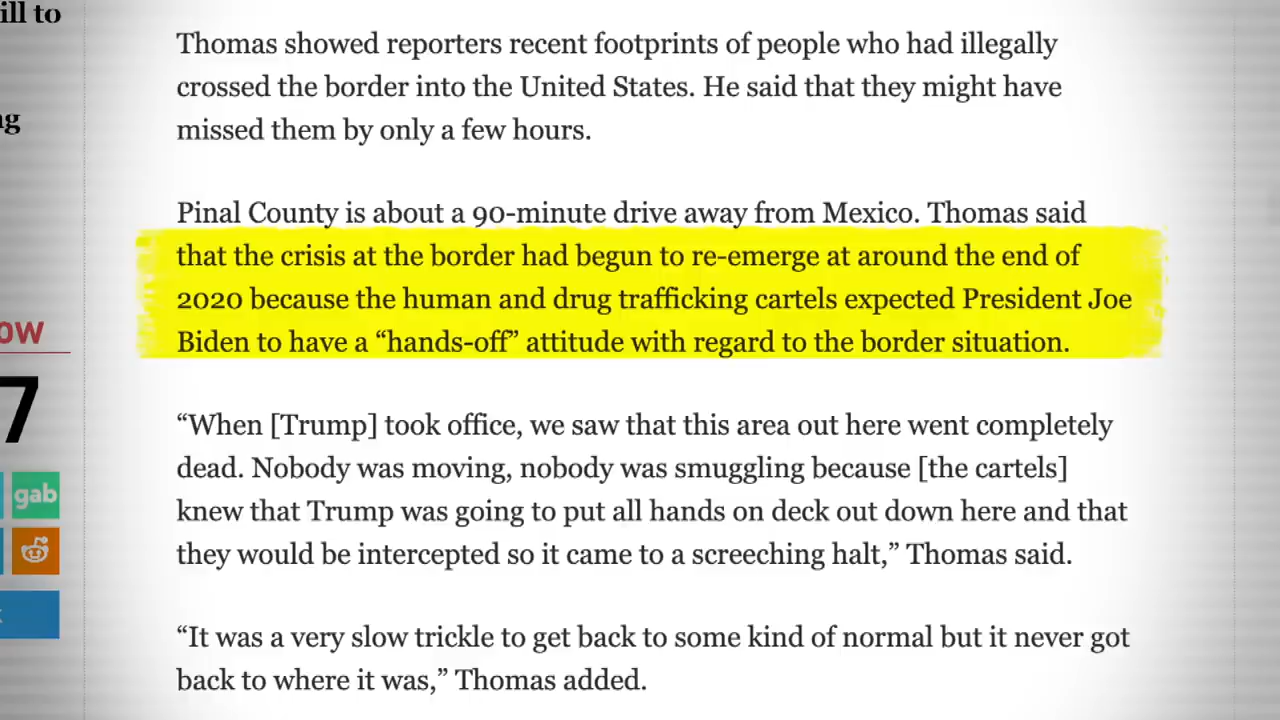 ill to
Thomas showed reporters recent footprints of people who had illegally
crossed the border into the United States. He said that they might have
missed them by only a few hours.
ng
Pinal County is about a 90-minute drive away from Mexico. Thomas said
that the crisis at the border had begun to re-emerge at around the end of
2020 because the human and drug trafficking cartels expected President Joe
Biden to have a “hands-off” attitude with regard to the border situation.
OW
7
“When [Trump] took office, we saw that this area out here went completely
dead. Nobody was moving, nobody was smuggling because [the cartels]
gab
knew that Trump was going to put all hands on deck out down here and that
they would be intercepted so it came to a screeching halt,” Thomas said.
“It was a very slow trickle to get back to some kind of normal but it never got
back to where it was,” Thomas added.